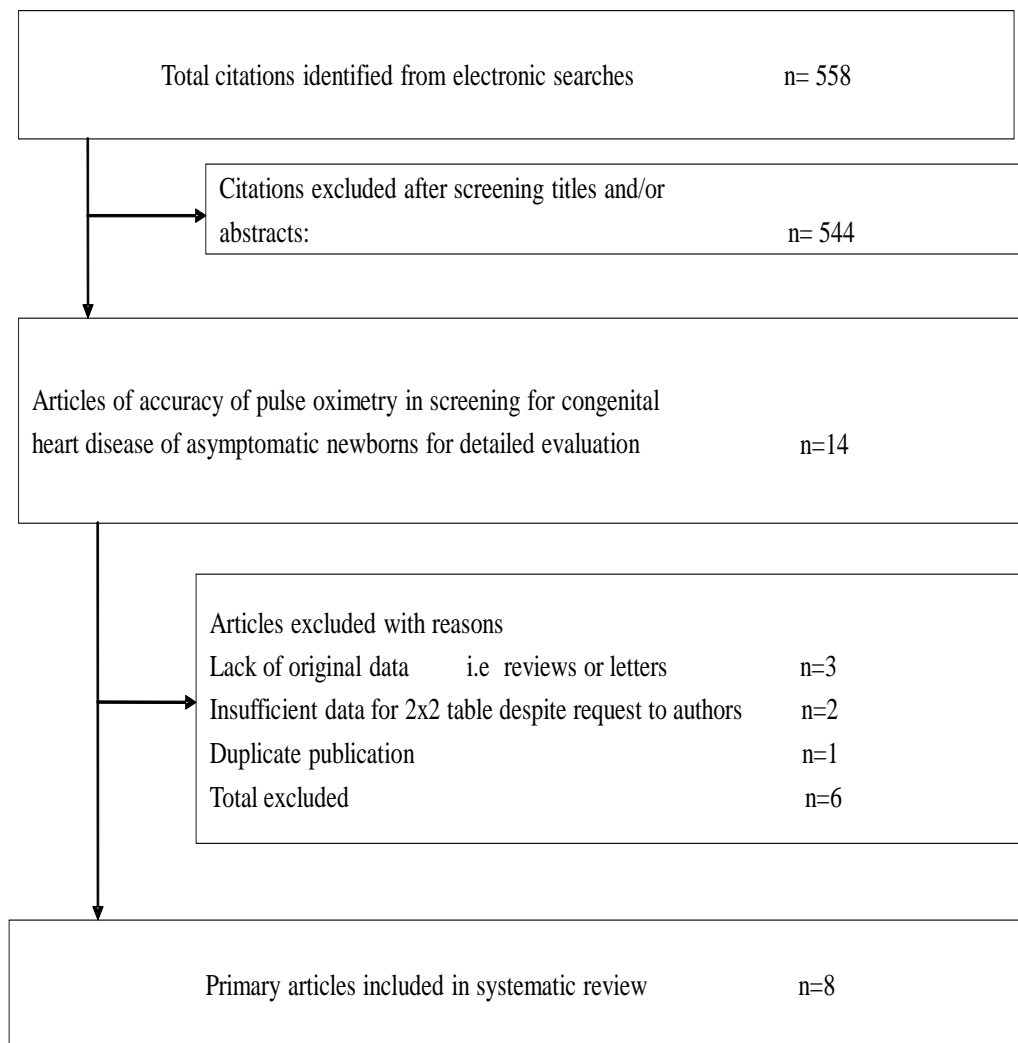 Total citations identified from electronic searches n= 558
Citations excluded after screening titles and/or
abstracts: n= 544
Articles of accuracy of pulse oximetry in screening for congenital
heart disease of asymptomatic newborns for detailed evaluation n=14
Articles excluded with reasons
Lack of original data i.e reviews or letters n=3
Insufficient data for 2x2 table despite request to authors n=2
Duplicate publication n=1
Total excluded n=6
Primary articles included in systematic review n=8